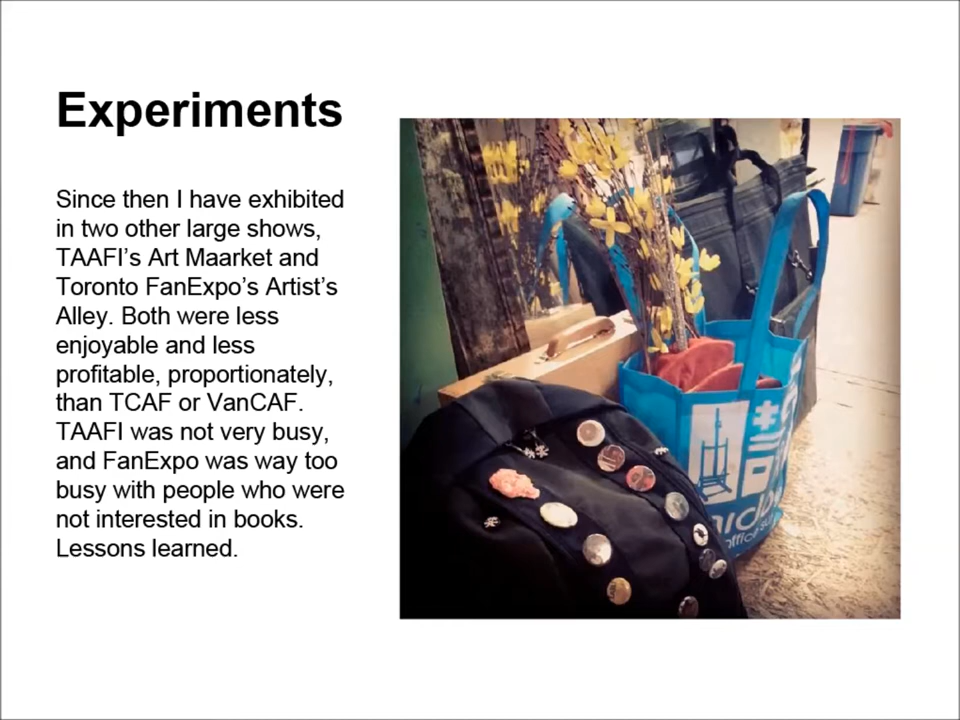 Experiments
Since then I have exhibited
in two other large shows,
TAAFI’s Art Maarket and
Toronto FanExpo’s Artist’s
Alley. Both were less
enjoyable and less
profitable, proportionately,
than TCAF or VanCAF.
TAAFI was not very busy,
and FanExpo was way too
busy with people who were
not interested in books.
Lessons learned.
office